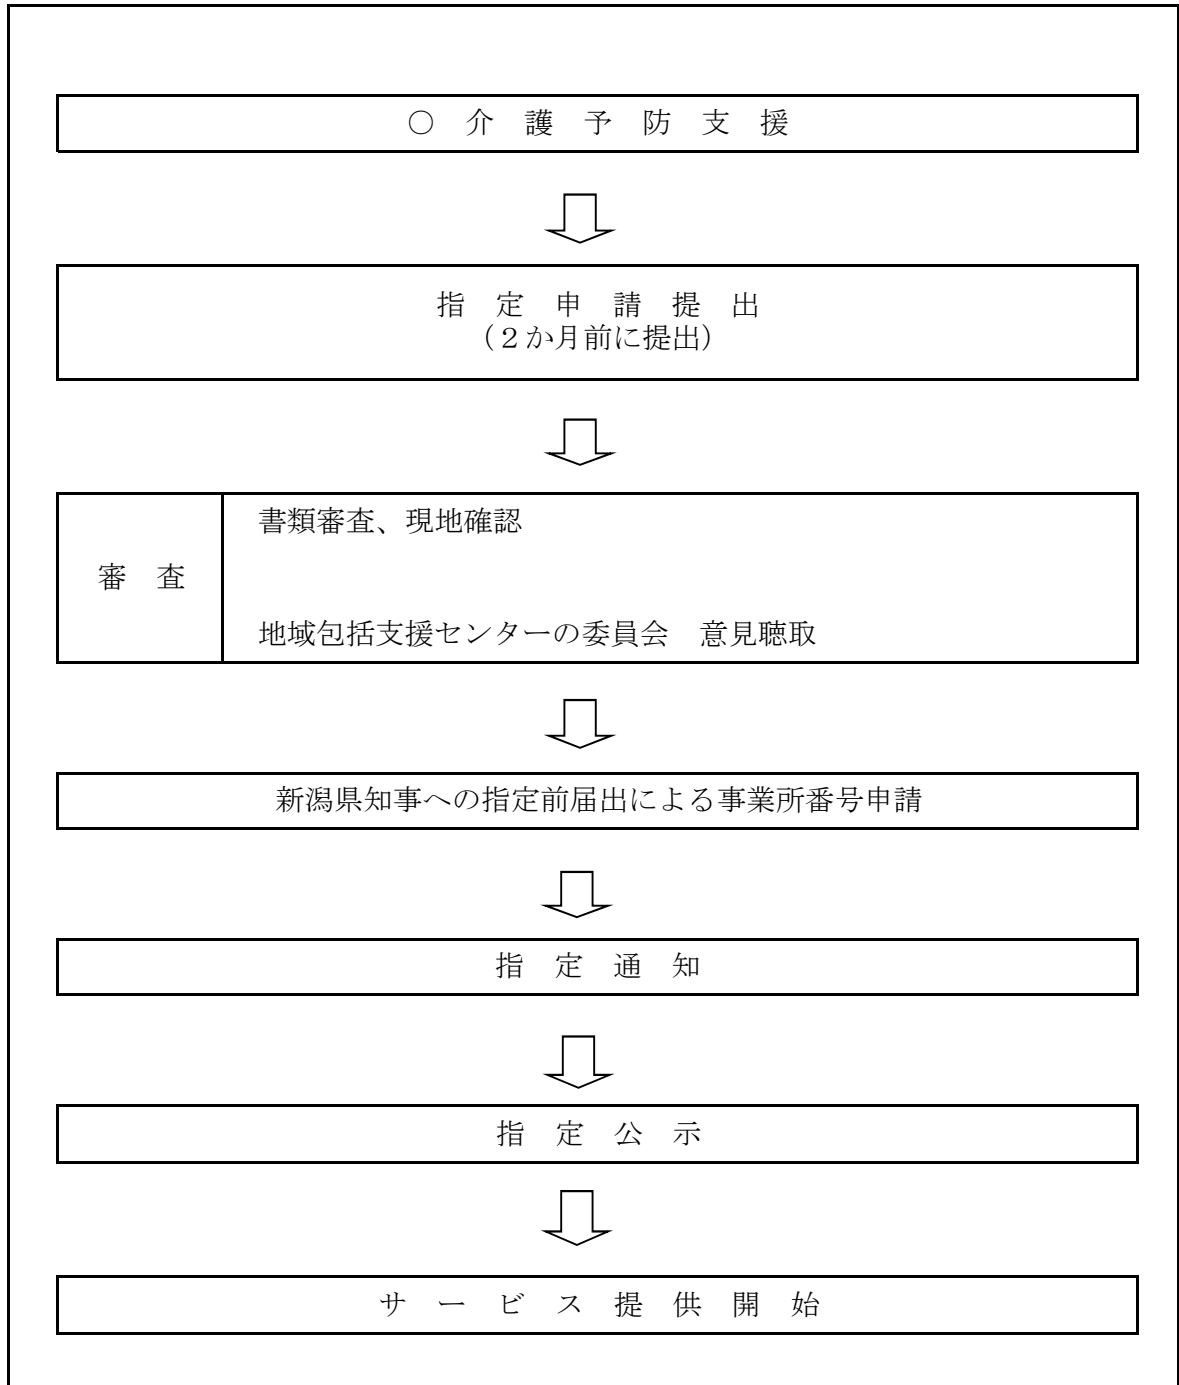 ○　介　護　予　防　支　援
指　定　申　請　提　出
（２か月前に提出）
審　査
書類審査、現地確認
地域包括支援センターの委員会　意見聴取
新潟県知事への指定前届出による事業所番号申請
指　定　通　知
指　定　公　示
サ　ー　ビ　ス　提　供　開　始